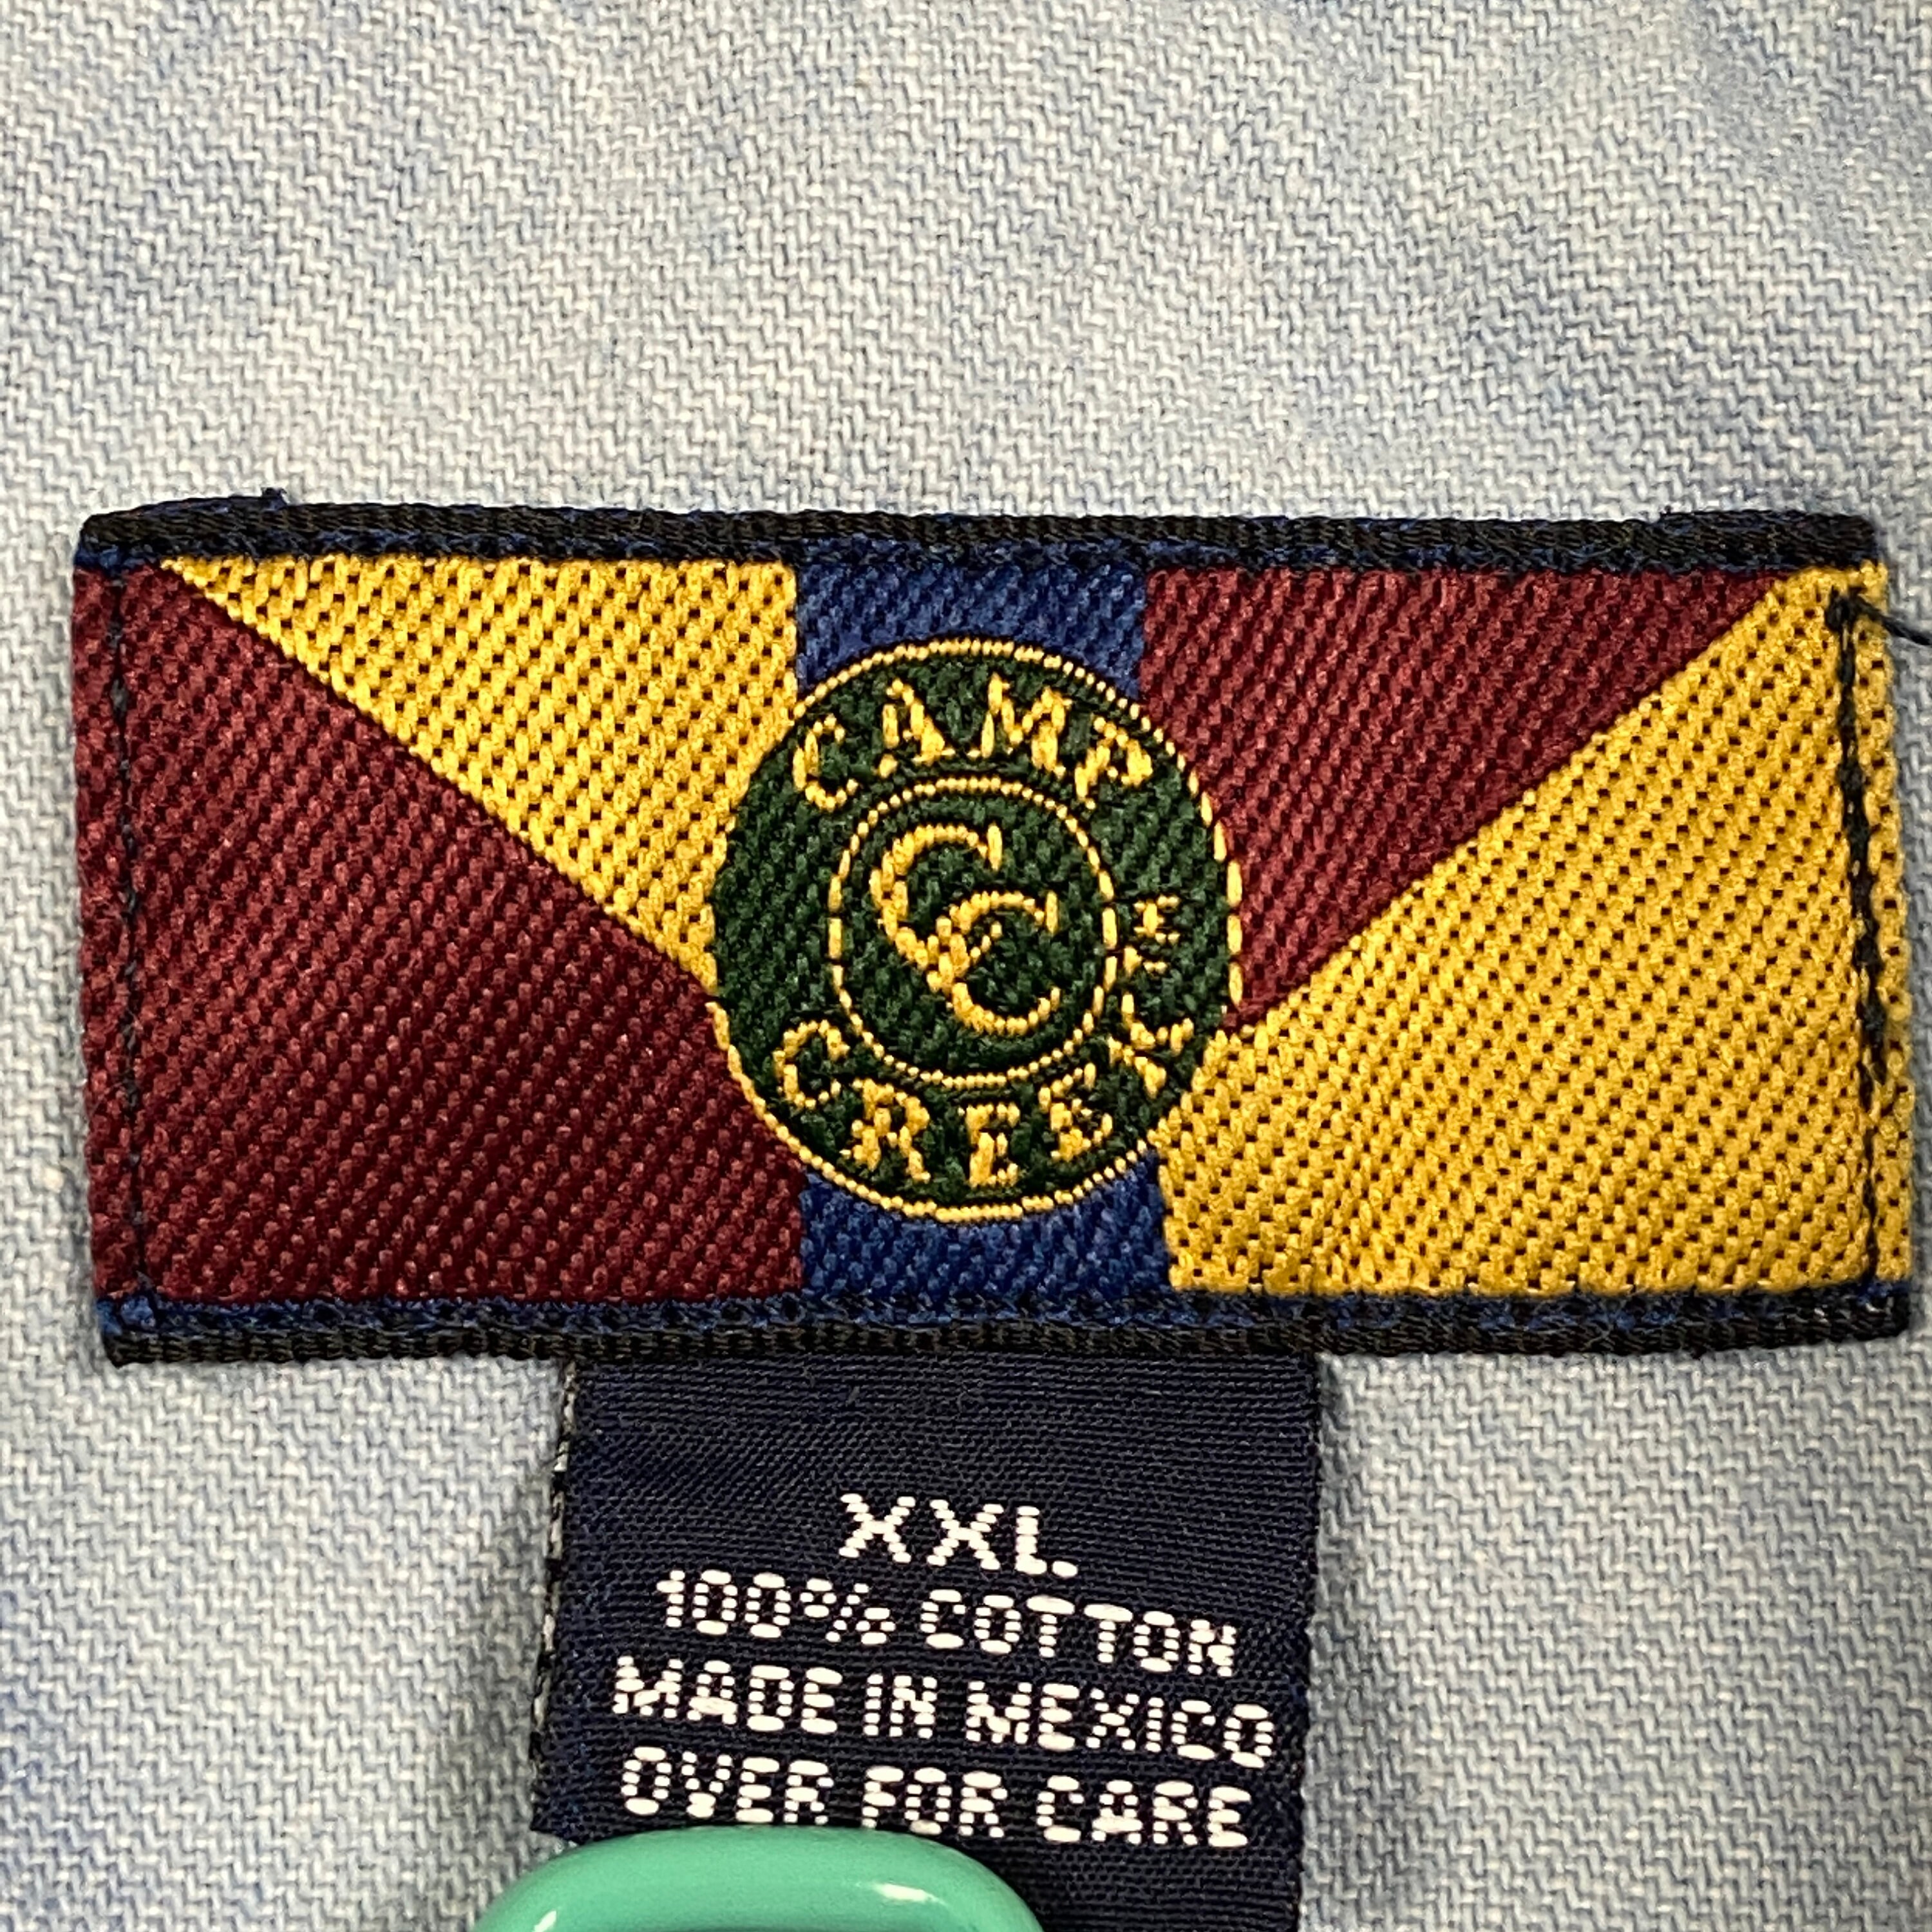 CAMP
CC
CREEK
XXL
100% COTTON
MADE IN MEXICO
OVER FOR CARE